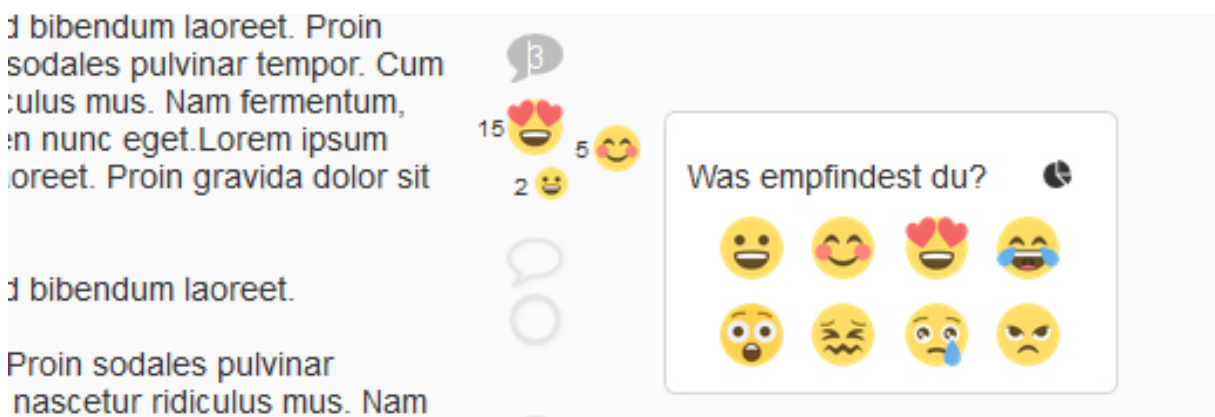 d bibendum laoreet. Proin
sodales pulvinar tempor. Cum
culus mus. Nam fermentum,
en nunc eget.Lorem ipsum
oreet. Proin gravida dolor sit
d bibendum laoreet.
Proin sodales pulvinar
nascetur ridiculus mus. Nam
3
15
5
2
Was empfindest du?